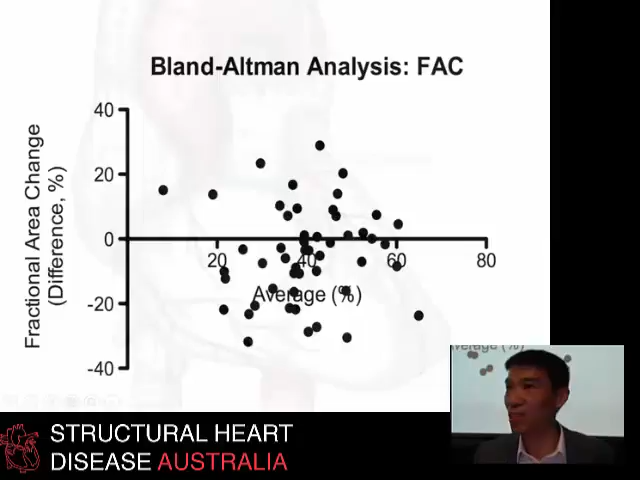 Bland-Altman Analysis: FAC
Fractional Area Change
(Difference, %)
40
20
0
-20
-40
20
40
60
80
Average (%)
Average (%)
STRUCTURAL HEART
DISEASE AUSTRALIA